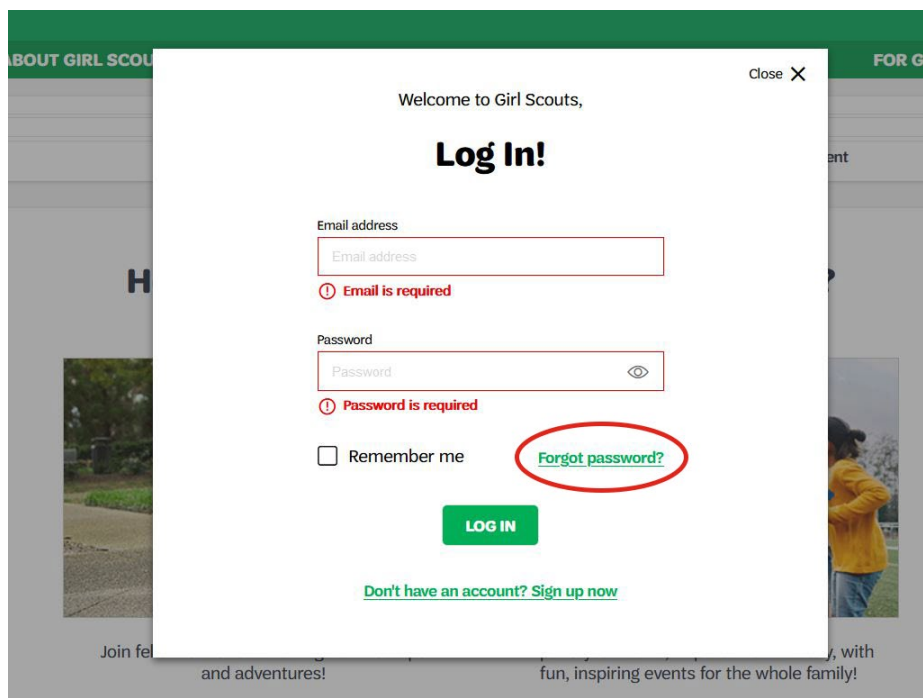 ABOUT GIRL SCOU
FOR G
Close
Welcome to Girl Scouts,
Log In!
ent
Email address
Email address
Email is required
H
?
Password
Password
Password is required
Remember me
Forgot password?
LOG IN
Don't have an account? Sign up now
Join fel
y, with
and adventures!
fun, inspiring events for the whole family!